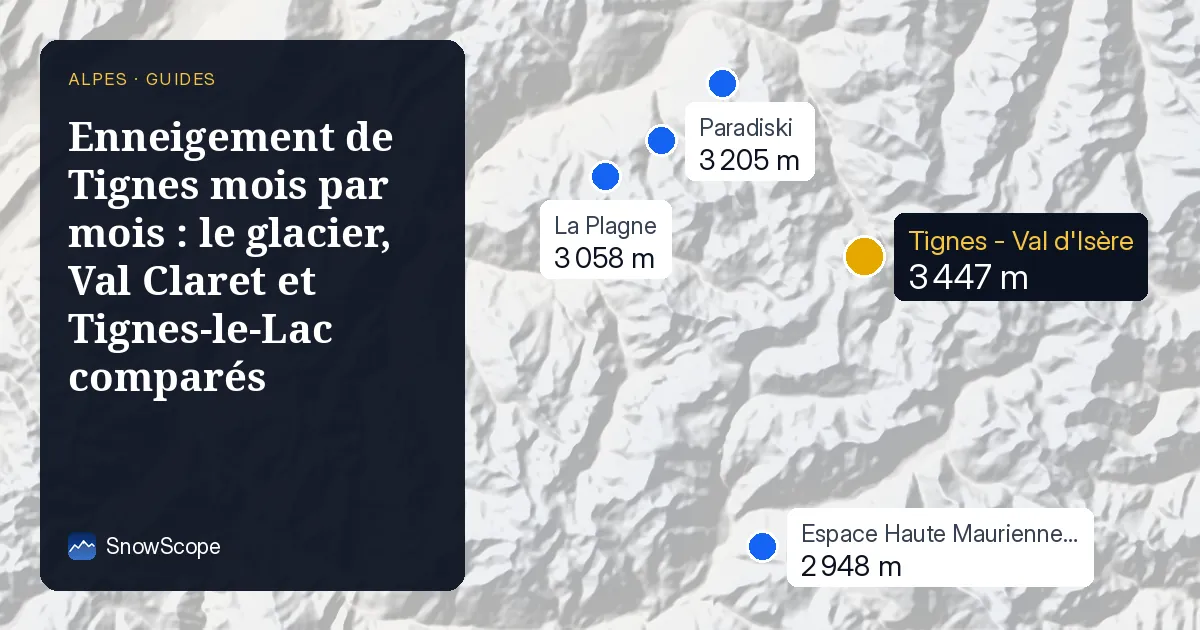 ALPES · GUIDES
Enneigement de
Tignes mois par
mois : le glacier,
Val Claret et
Tignes-le-Lac
comparés
SnowScope
Paradiski
3 205 m
La Plagne
3 058 m
Tignes - Val d'Isère
3 447 m
Espace Haute Maurienne...
2 948 m